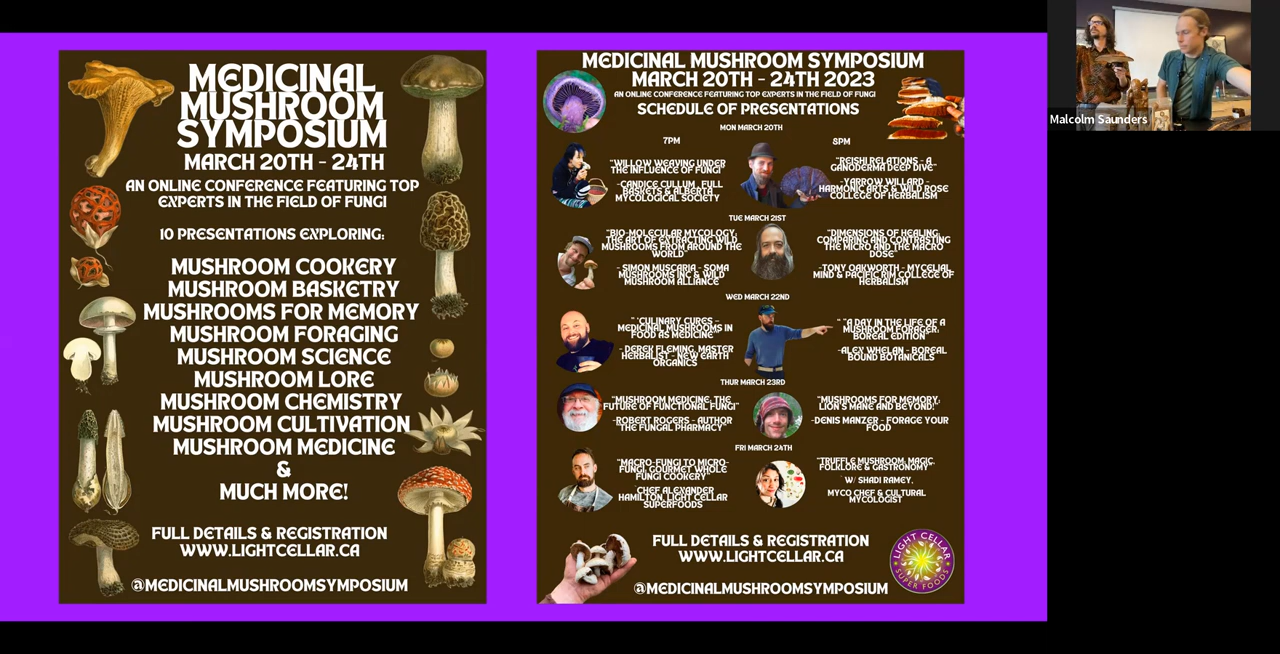 MEDICINAL
MUSHROOM
SYMPOSIUM
MARCH 20TH - 24TH
AN ONLINE CONFERENCE FEATURING TOP
EXPERTS IN THE FIELD OF FUNGI
10 PRESENTATIONS EXPLORING:
MUSHROOM COOKERY
MUSHROOM BASKETRY
MUSHROOMS FOR MEMORY
MUSHROOM FORAGING
MUSHROOM SCIENCE
MUSHROOM LORE
MUSHROOM CHEMISTRY
MUSHROOM CULTIVATION
MUSHROOM MEDICINE
&
MUCH MORE!
FULL DETAILS & REGISTRATION
WWW.LIGHTCELLAR.CA
@MEDICINALMUSHROOMSYMPOSIUM
MEDICINAL MUSHROOM SYMPOSIUM
MARCH 20TH - 24TH 2023
AN ONLINE CONFERENCE FEATURING TOP EXPERTS IN THE FIELD OF FUNGI
SCHEDULE OF PRESENTATIONS
MON MARCH 20TH
7PM
8PM
"WILLOW WEAVING UNDER
THE INFLUENCE OF FUNGI"
-CANDICE CULLUM , FULL
BASKETS & ALBERTA
MYCOLOGICAL SOCIETY
"REISHI RELATIONS - A
GANODERMA DEEP DIVE"
-YARROW WILLARD -
HARMONIC ARTS & WILD ROSE
COLLEGE OF HERBALISM
TUE MARCH 21ST
"BIO-MOLECULAR MYCOLOGY,
THE ART OF EXTRACTING WILD
MUSHROOMS FROM AROUND THE
WORLD"
- SIMON MUSCARIA - SOMA
MUSHROOMS INC & WILD
MUSHROOM ALLIANCE
"DIMENSIONS OF HEALING,
COMPARING AND CONTRASTING
THE MICRO AND THE MACRO
DOSE"
-TONY OAKWORTH - MYCELIAL
MIND & PACIFIC RIM COLLEGE OF
HERBALISM
WED MARCH 22ND
" 'CULINARY CURES –
MEDICINAL MUSHROOMS IN
FOOD AS MEDICINE"
- DEREK FLEMING, MASTER
HERBALIST - NEW EARTH
ORGANICS
" "A DAY IN THE LIFE OF A
MUSHROOM FORAGER,
BOREAL EDITION"
-ALEX WHELAN - BOREAL
BOUND BOTANICALS
THUR MARCH 23RD
"MUSHROOM MEDICINE, THE
FUTURE OF FUNCTIONAL FUNGI"
-ROBERT ROGERS - AUTHOR
THE FUNGAL PHARMACY
"MUSHROOMS FOR MEMORY,
LION'S MANE AND BEYOND!"
-DENIS MANZER - FORAGE YOUR
FOOD
FRI MARCH 24TH
"MACRO-FUNGI TO MICRO-
FUNGI, GOURMET WHOLE
FUNGI COOKERY"
CHEF ALEXANDER
HAMILTON, LIGHT CELLAR
SUPERFOODS
"TRUFFLE MUSHROOM, MAGIC,
FOLKLORE & GASTRONOMY"
W/ SHADI RAMEY,
MYCO CHEF & CULTURAL
MYCOLOGIST
FULL DETAILS & REGISTRATION
WWW.LIGHTCELLAR.CA
@MEDICINALMUSHROOMSYMPOSIUM
LIGHT CELLAR
SUPER FOODS
Malcolm Saunders